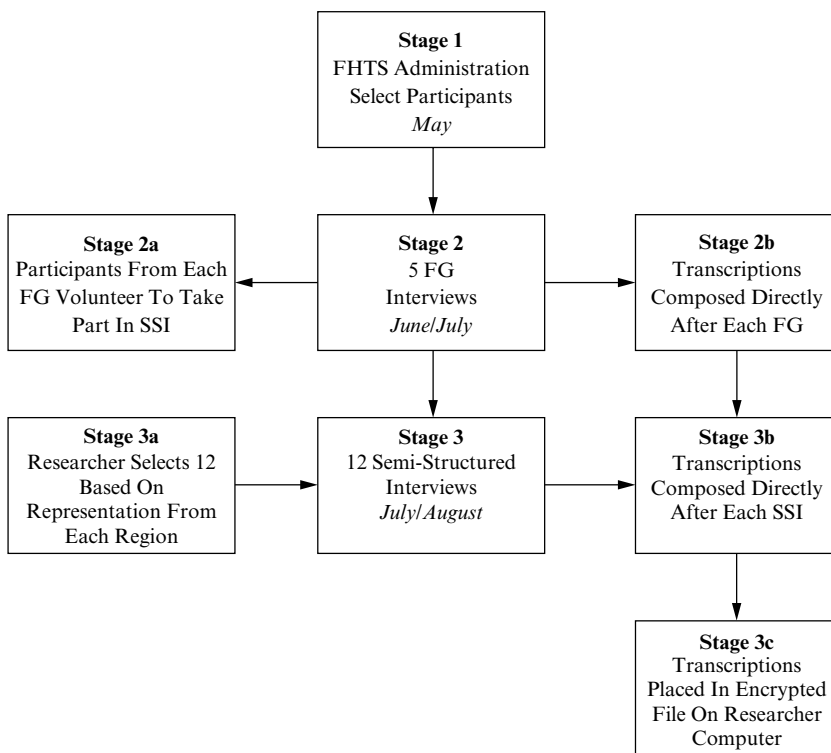 Stage 1
FHTS Administration
Select Participants
May
Stage 2a
Participants From Each
FG Volunteer To Take
Part In SSI
Stage 2
5 FG
Interviews
June/July
Stage 2b
Transcriptions
Composed Directly
After Each FG
Stage 3a
Researcher Selects 12
Based On
Representation From
Each Region
Stage 3
12 Semi-Structured
Interviews
July/August
Stage 3b
Transcriptions
Composed Directly
After Each SSI
Stage 3c
Transcriptions
Placed In Encrypted
File On Researcher
Computer